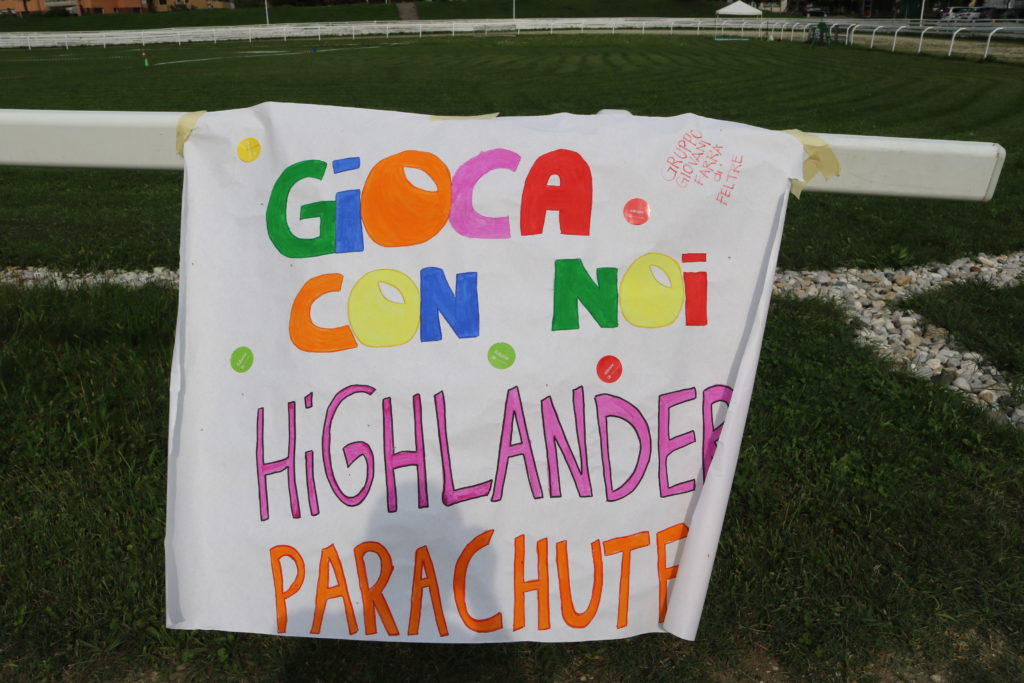 GiOCA
CON NOi
HiGHLANDER
PARACHUTE
GRUPPO
GIOVANI
FARRA
di
FELTRE